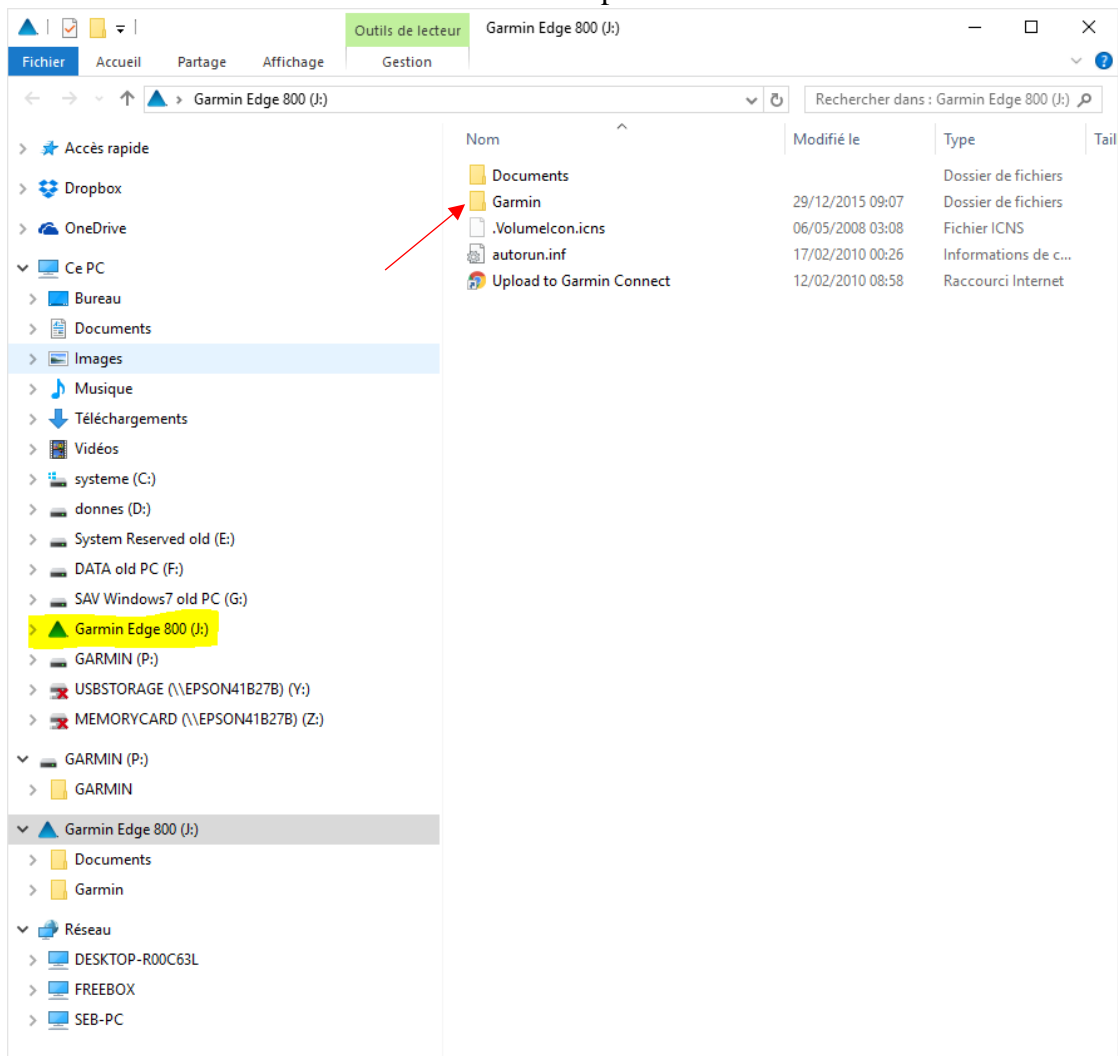 Outils de lecteur Garmin Edge 800 (J:)
Fichier Accueil Partage Affichage Gestion
Garmin Edge 800 (J:) Rechercher dans : Garmin Edge 800 (J:)
Nom Modifié le Type Tail
Documents Dossier de fichiers
Garmin 29/12/2015 09:07 Dossier de fichiers
.VolumeIcon.icns 06/05/2008 03:08 Fichier ICNS
autorun.inf 17/02/2010 00:26 Informations de c...
Upload to Garmin Connect 12/02/2010 08:58 Raccourci Internet
Accès rapide
Dropbox
OneDrive
Ce PC
Bureau
Documents
Images
Musique
Téléchargements
Vidéos
systeme (C:)
donnes (D:)
System Reserved old (E:)
DATA old PC (F:)
SAV Windows7 old PC (G:)
Garmin Edge 800 (J:)
GARMIN (P:)
USBSTORAGE (\\EPSON41B27B) (Y:)
MEMORYCARD (\\EPSON41B27B) (Z:)
GARMIN (P:)
GARMIN
Garmin Edge 800 (J:)
Documents
Garmin
Réseau
DESKTOP-R00C63L
FREEBOX
SEB-PC